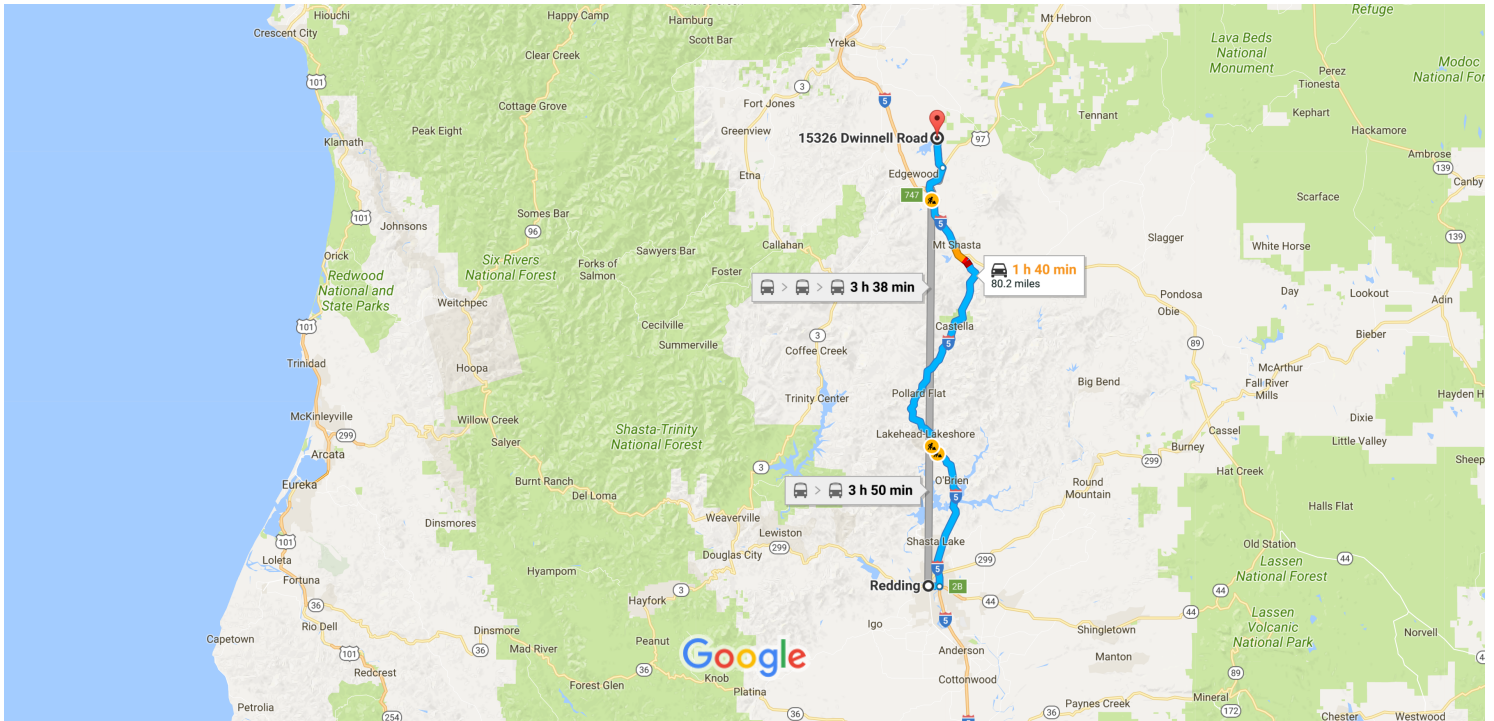 Hiouchi
Happy Camp
Hamburg
Mt Hebron
Refuge
Crescent City
Scott Bar
Yreka
Clear Creek
Lava Beds
National
Monument
Modoc
National For
Perez
Tionesta
101
3
5
Fort Jones
Cottage Grove
Kephart
Tennant
Peak Eight
Greenview
15326 Dwinnell Road
97
Hackamore
Klamath
Ambrose
139
Etna
Edgewood
Canby
747
Scarface
101
Somes Bar
Johnsons
96
5
Slagger
139
Sawyers Bar
Callahan
Mt Shasta
White Horse
Orick
Six Rivers
National Forest
Forks of
Salmon
Foster
1 h 40 min
80.2 miles
Redwood
National and
State Parks
3 h 38 min
Pondosa
Day
Lookout
Adin
Weitchpec
Obie
101
Cecilville
Castella
Bieber
3
Summerville
Coffee Creek
5
89
Trinidad
Hoopa
McArthur
Big Bend
Fall River
Mills
Pollard Flat
Hayden H
Trinity Center
McKinleyville
Willow Creek
Dixie
299
Salyer
Shasta-Trinity
National Forest
Lakehead-Lakeshore
Cassel
Little Valley
Arcata
Burney
299
Sheep
3
Hat Creek
Eureka
Burnt Ranch
O'Brien
Round
Mountain
3 h 50 min
Del Loma
5
Halls Flat
Weaverville
Dinsmores
Lewiston
101
Shasta Lake
Old Station
299
Douglas City
Loleta
299
44
Lassen
National Forest
Hyampom
5
Fortuna
Redding
2B
3
44
44
Hayfork
36
Lassen
Volcanic
National Park
Rio Dell
Igo
5
Dinsmore
Shingletown
Norvell
Capetown
Peanut
36
Mad River
Google
Anderson
101
Manton
44
Redcrest
36
89
Knob
Cottonwood
Forest Glen
Platina
Mineral
Petrolia
254
36
5
36
Paynes Creek
172
Chester
Westwood